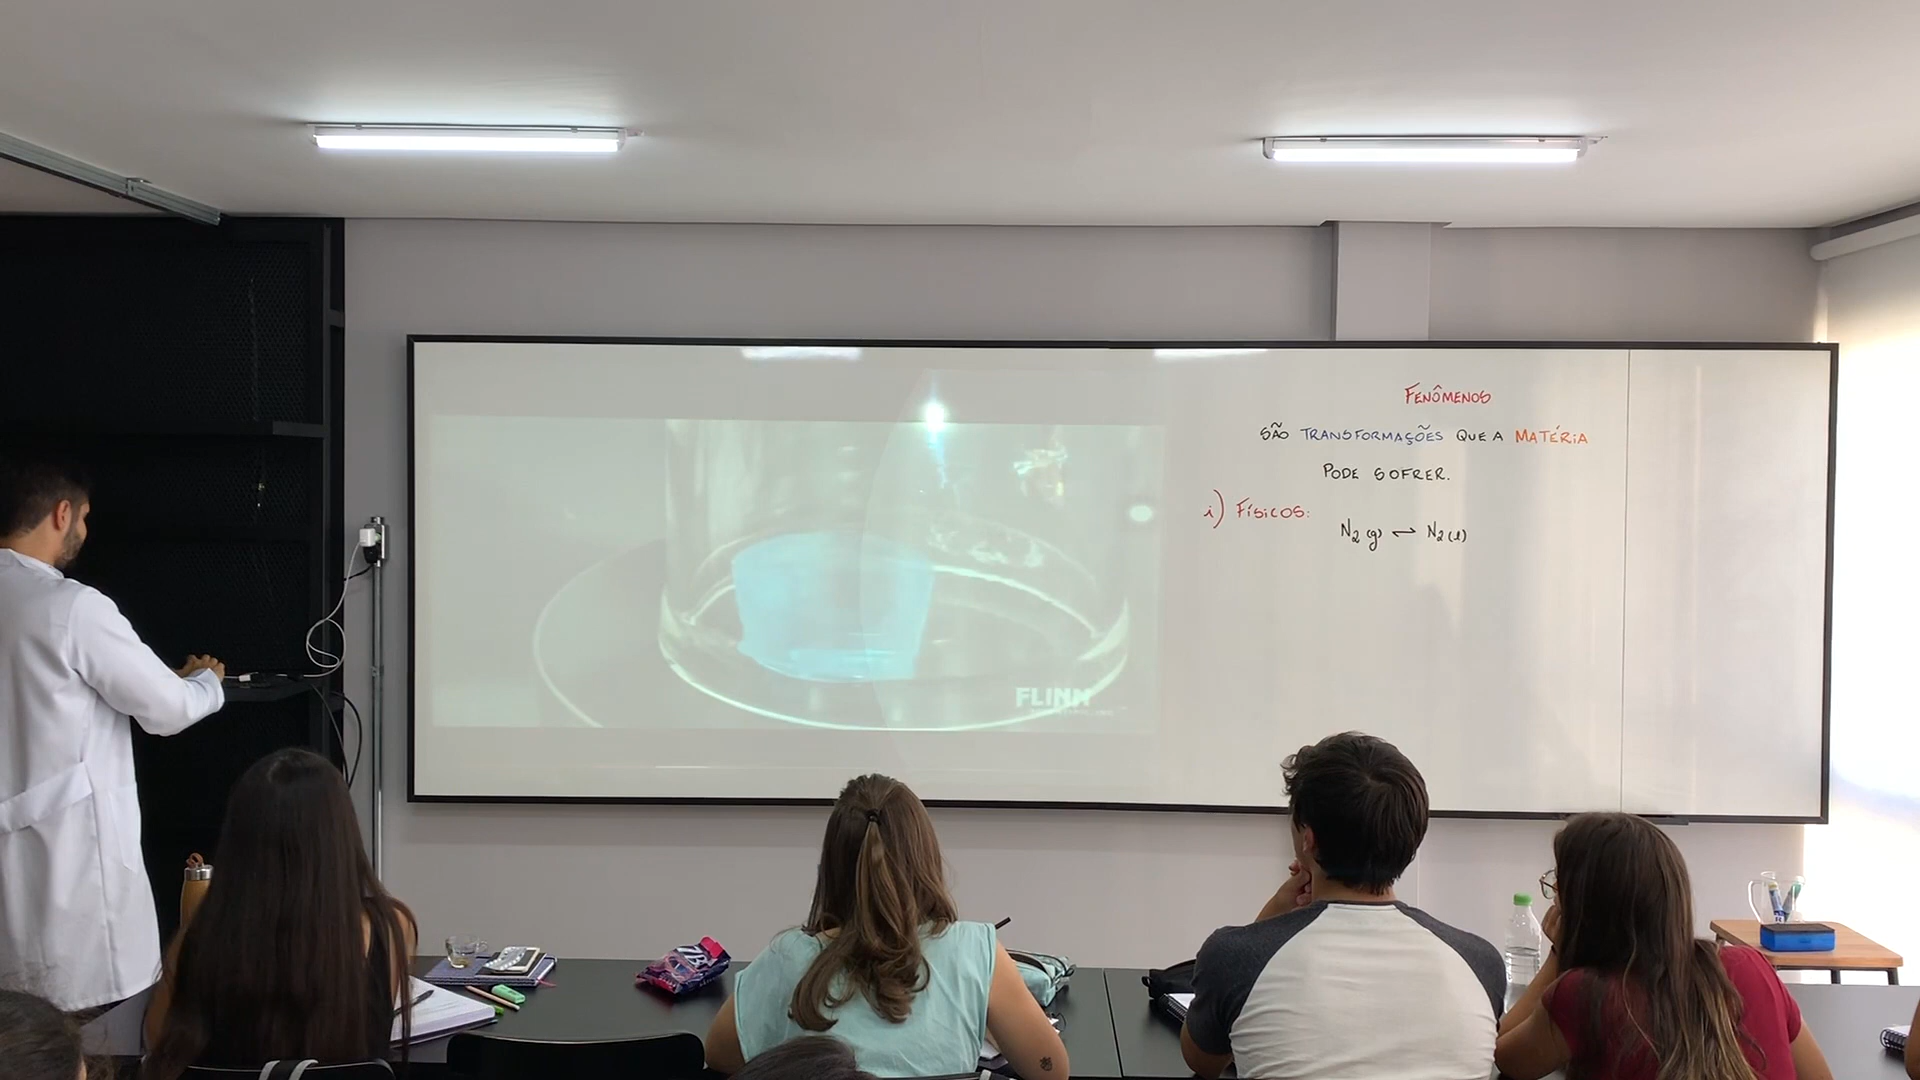 FENÔMENOS
SÃO TRANSFORMAÇÕES QUE A MATÉRIA
PODE SOFRER.
i) FÍSICOS:
N2(g) ⇌ N2(l)
FLINN